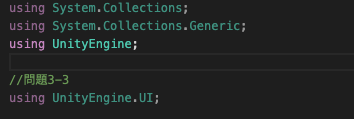 using System.Collections;
using System.Collections.Generic;
using UnityEngine;
//問題3-3
using UnityEngine.UI;